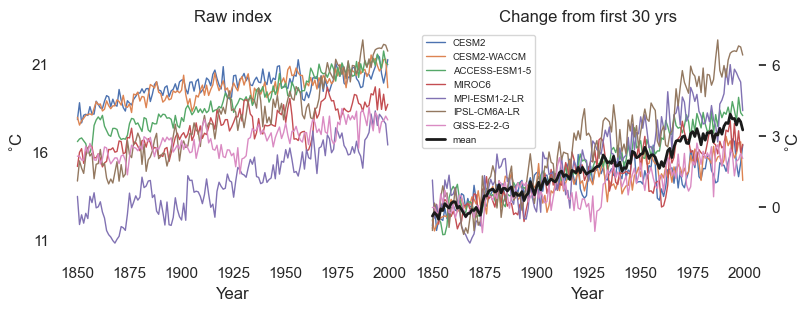 Raw index
21
16
11
˚C
1850
1875
1900
1925
1950
1975
2000
Year
Change from first 30 yrs
CESM2
CESM2-WACCM
ACCESS-ESM1-5
MIROC6
MPI-ESM1-2-LR
IPSL-CM6A-LR
GISS-E2-2-G
mean
6
3
0
˚C
1850
1875
1900
1925
1950
1975
2000
Year